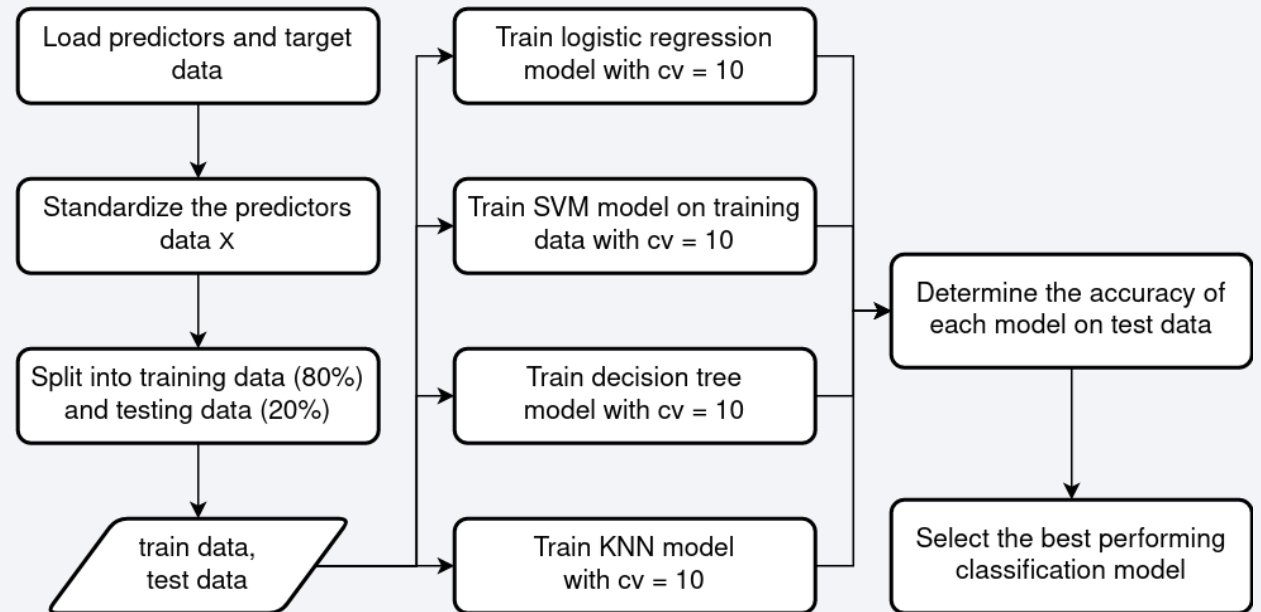 Load predictors and target
data
Standardize the predictors
data X
Split into training data (80%)
and testing data (20%)
train data,
test data
Train logistic regression
model with cv = 10
Train SVM model on training
data with cv = 10
Train decision tree
model with cv = 10
Train KNN model
with cv = 10
Determine the accuracy of
each model on test data
Select the best performing
classification model